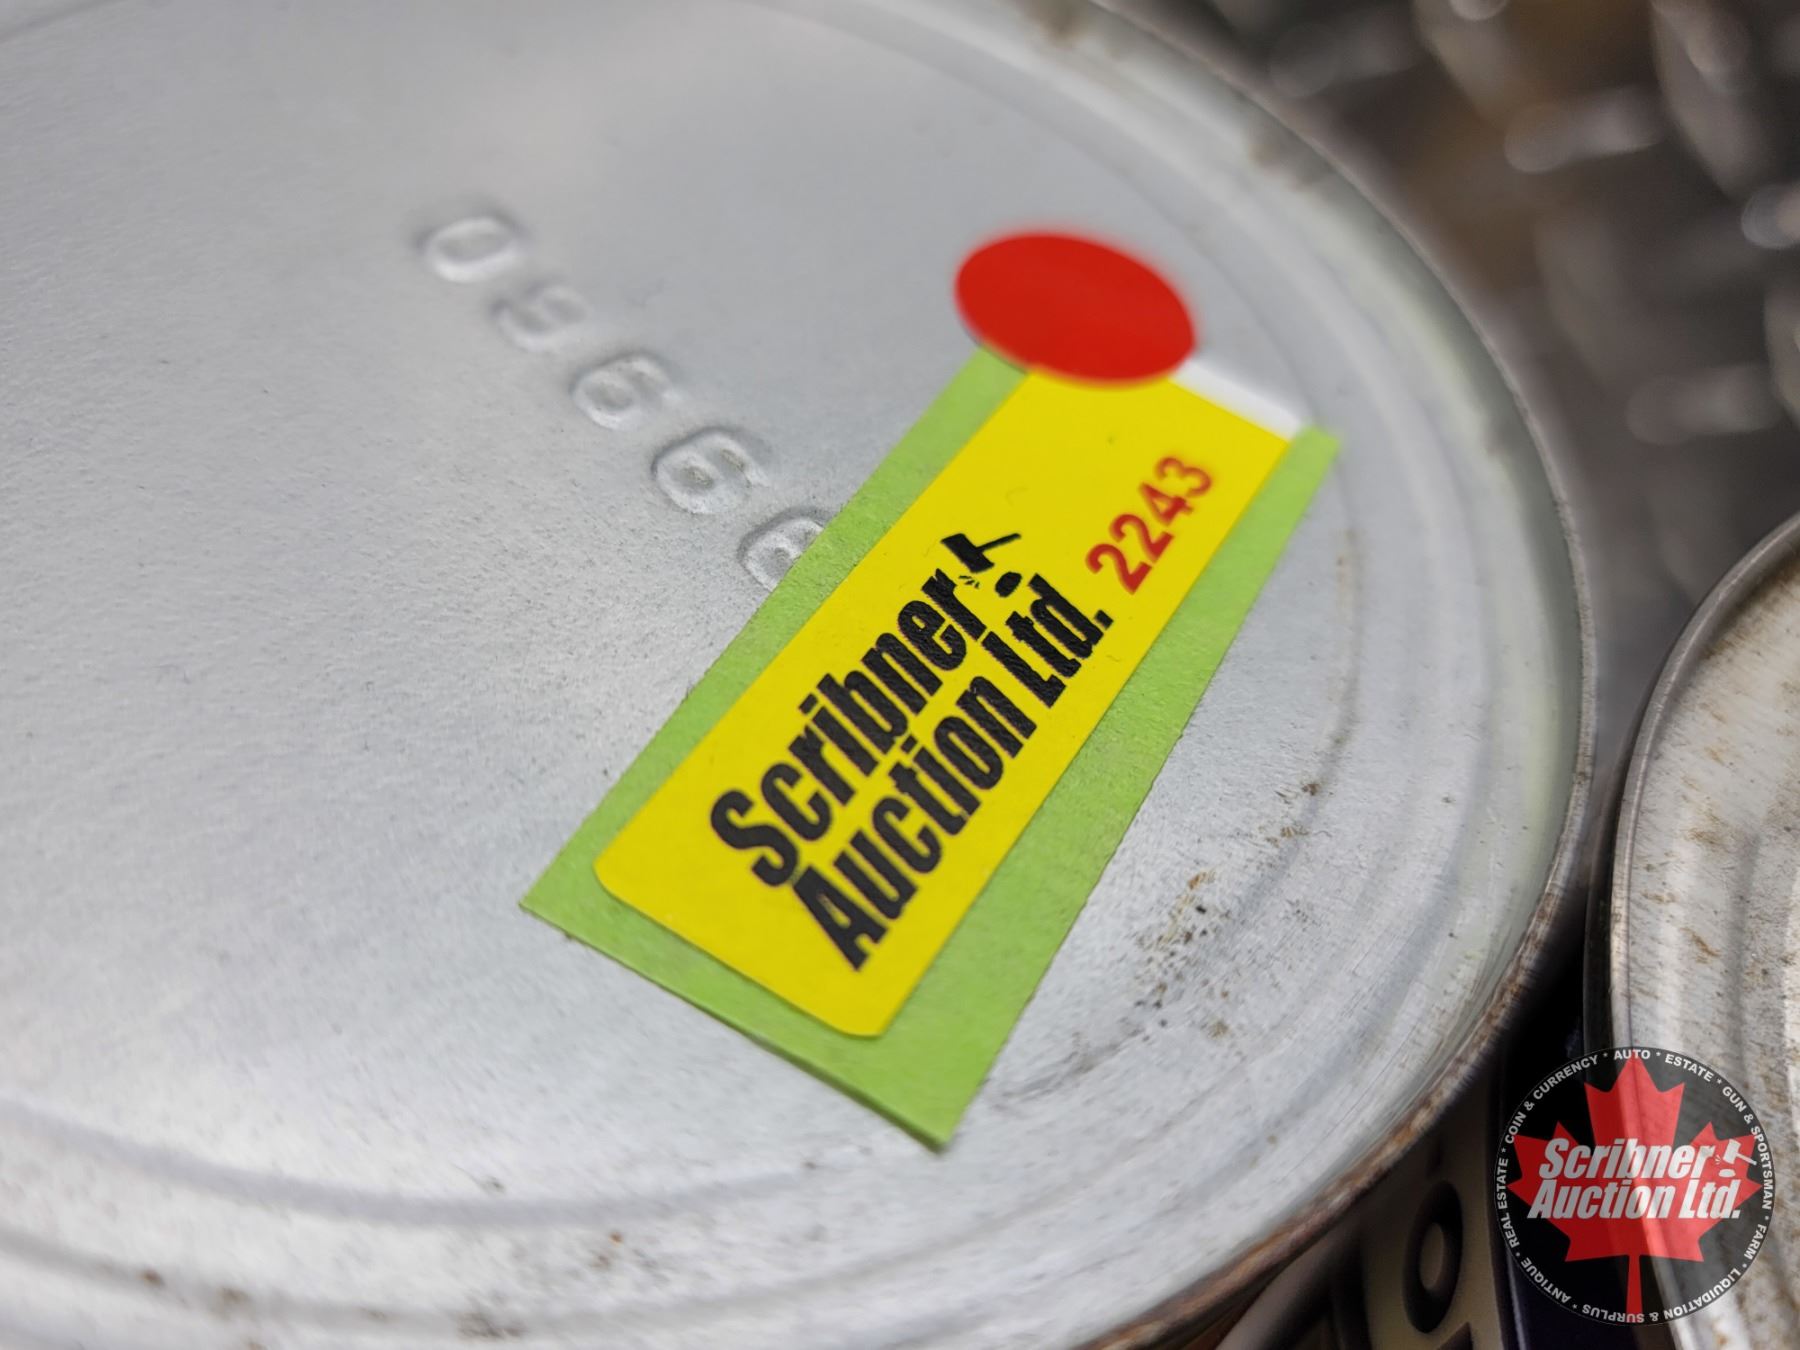 Scribner
Auction Ltd.
2243
Scribner
Auction Ltd.
REAL ESTATE * COIN & CURRENCY * AUTO * ESTATE * GUN & SPORTSMAN * FARM * LIQUIDATION & SURPLUS * ANTIQUE *